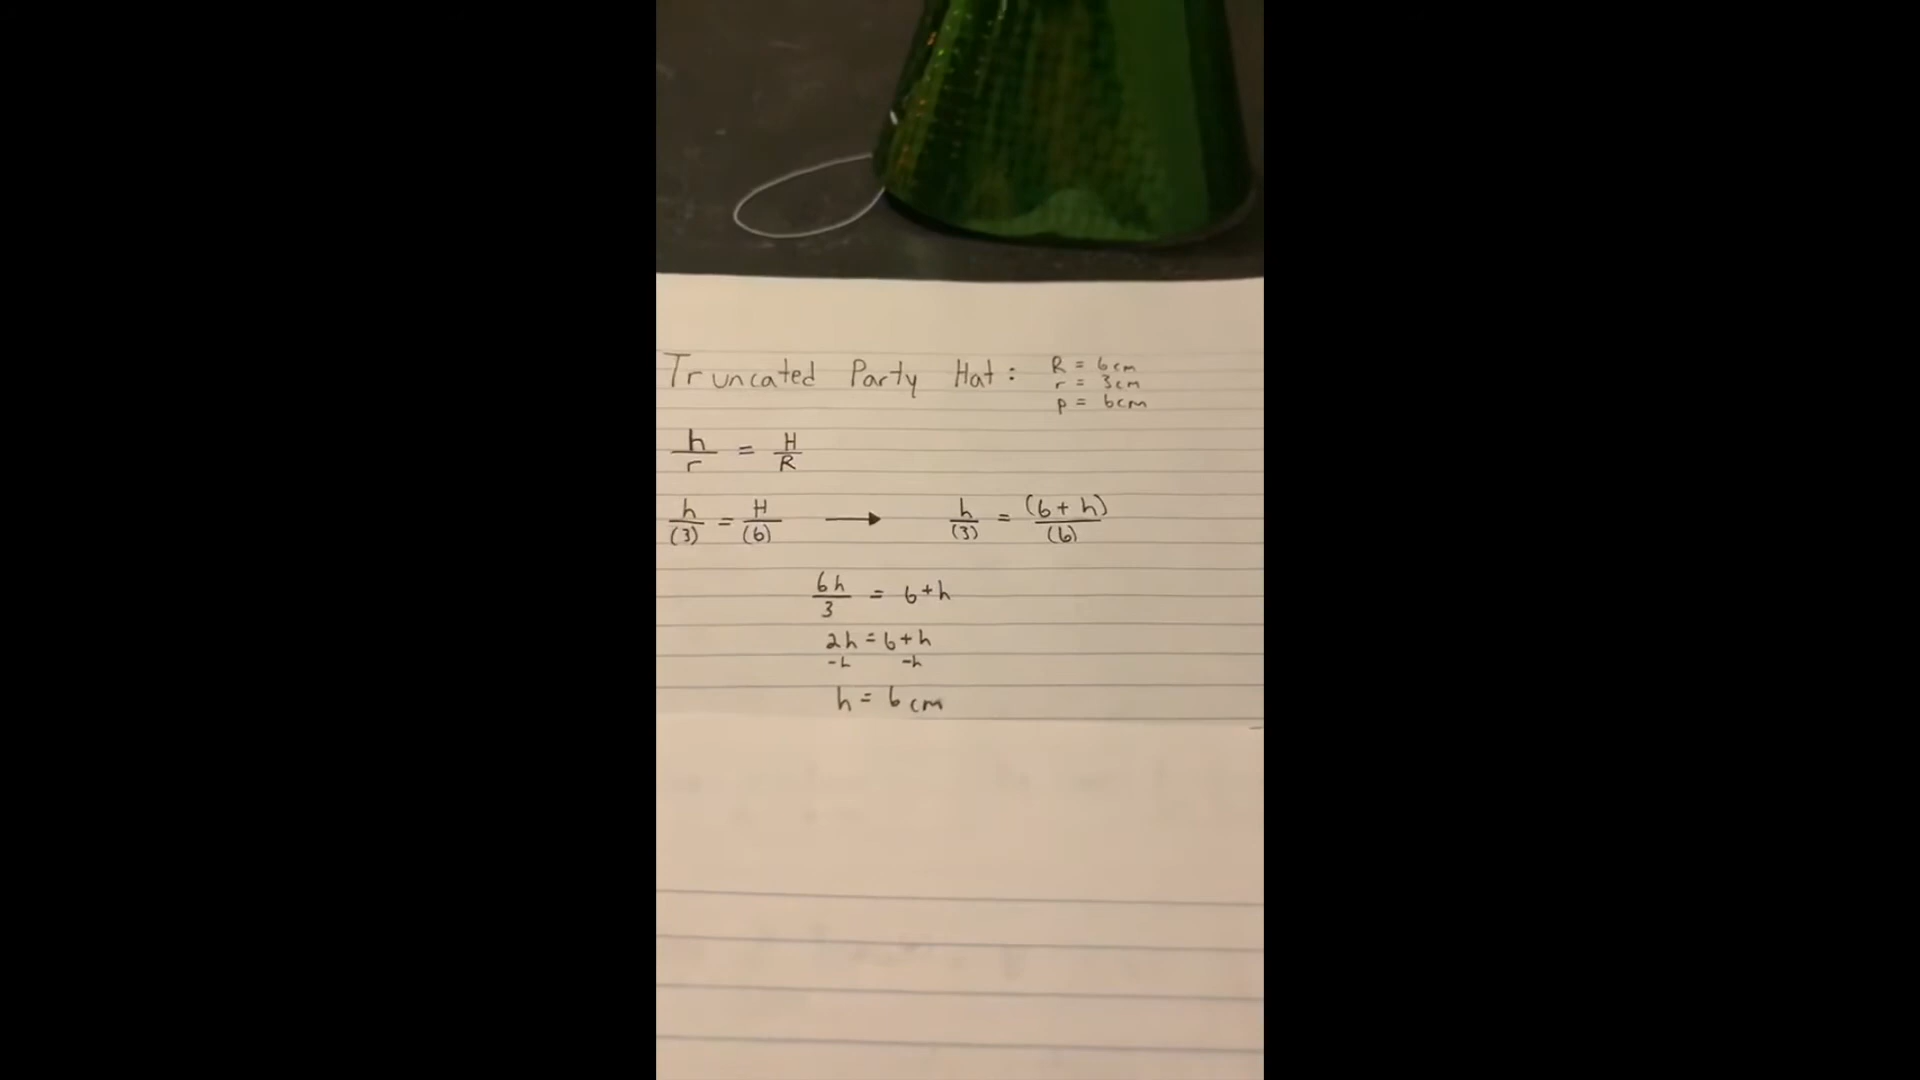 Truncated Party Hat:
R = 6cm
r = 3cm
p = 6cm
h/r = H/R
h/(3) = H/(6) → h/(3) = (6+h)/(6)
6h/3 = 6+h
2h = 6+h
-h -h
h = 6cm